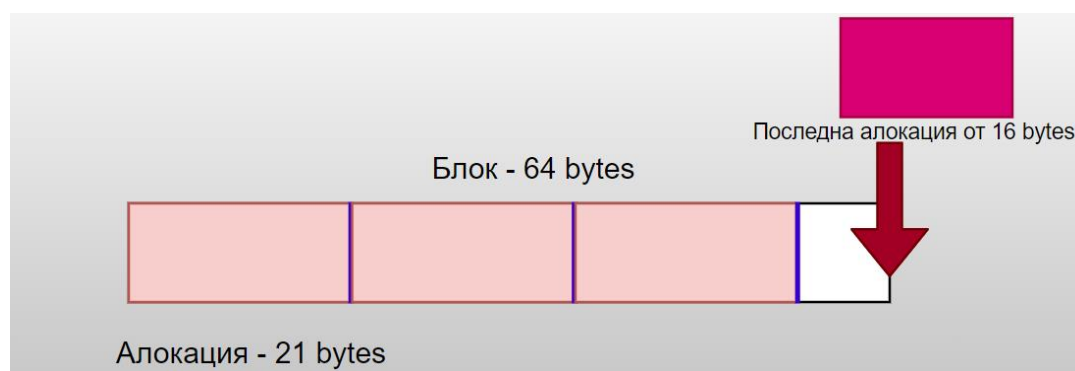 Последна алокация от 16 bytes
Блок - 64 bytes
Алокация - 21 bytes